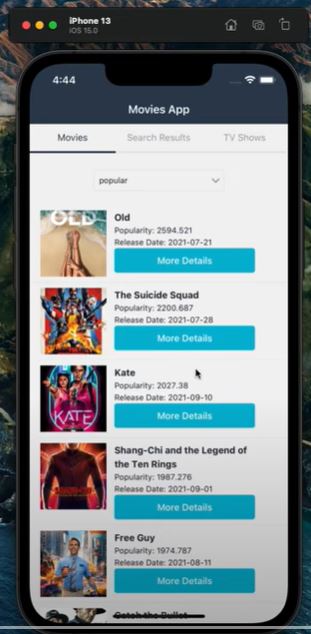 iPhone 13
iOS 15.0
4:44
Movies App
Movies
Search Results
TV Shows
popular
OLD
Old
Popularity: 2594.521
Release Date: 2021-07-21
More Details
The Suicide Squad
Popularity: 2200.687
Release Date: 2021-07-28
More Details
KATE
Kate
Popularity: 2027.38
Release Date: 2021-09-10
More Details
Shang-Chi and the Legend of
the Ten Rings
Popularity: 1987.276
Release Date: 2021-09-01
More Details
Free Guy
Popularity: 1974.787
Release Date: 2021-08-11
More Details
Catch the Bullet